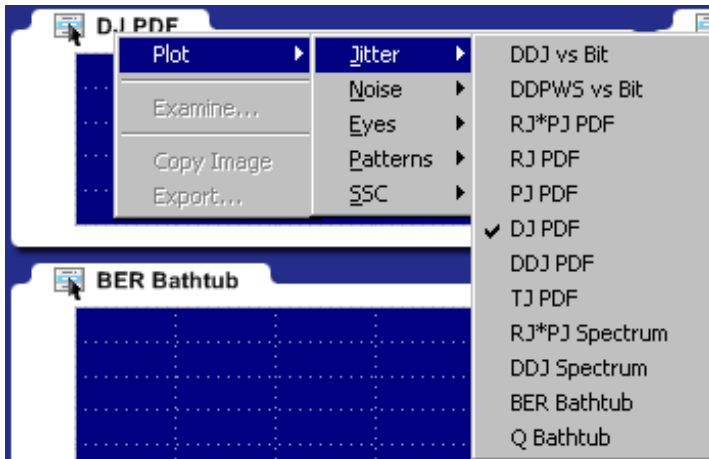 DJ PDF
Plot
Examine...
Copy Image
Export...
Jitter
Noise
Eyes
Patterns
SSC
DDJ vs Bit
DDPWS vs Bit
RJ*PJ PDF
RJ PDF
PJ PDF
DJ PDF
DDJ PDF
TJ PDF
RJ*PJ Spectrum
DDJ Spectrum
BER Bathtub
Q Bathtub
BER Bathtub